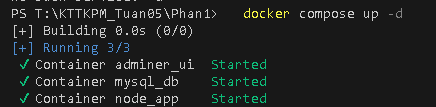 PS T:\KTTKPM_Tuan05\Phan1> docker compose up -d
[+] Building 0.0s (0/0)
[+] Running 3/3
✔ Container adminer_ui Started
✔ Container mysql_db Started
✔ Container node_app Started